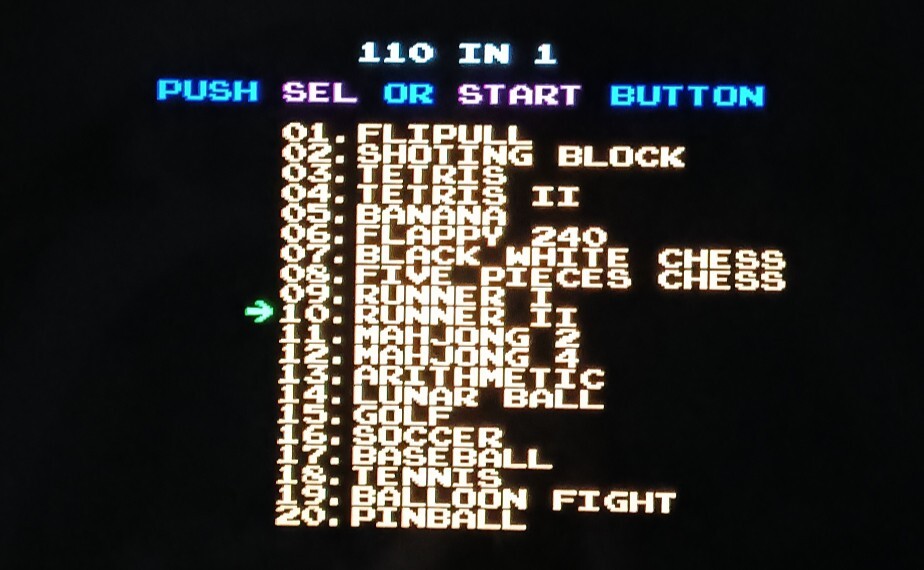 110 IN 1
PUSH SEL OR START BUTTON
01. FLIPULL
02. SHOTING BLOCK
03. TETRIS
04. TETRIS II
05. BANANA
06. FLAPPY 240
07. BLACK WHITE CHESS
08. FIVE PIECES CHESS
09. RUNNER I
10. RUNNER II
11. MAHJONG 2
12. MAHJONG 4
13. ARITHMETIC
14. LUNAR BALL
15. GOLF
16. SOCCER
17. BASEBALL
18. TENNIS
19. BALLOON FIGHT
20. PINBALL